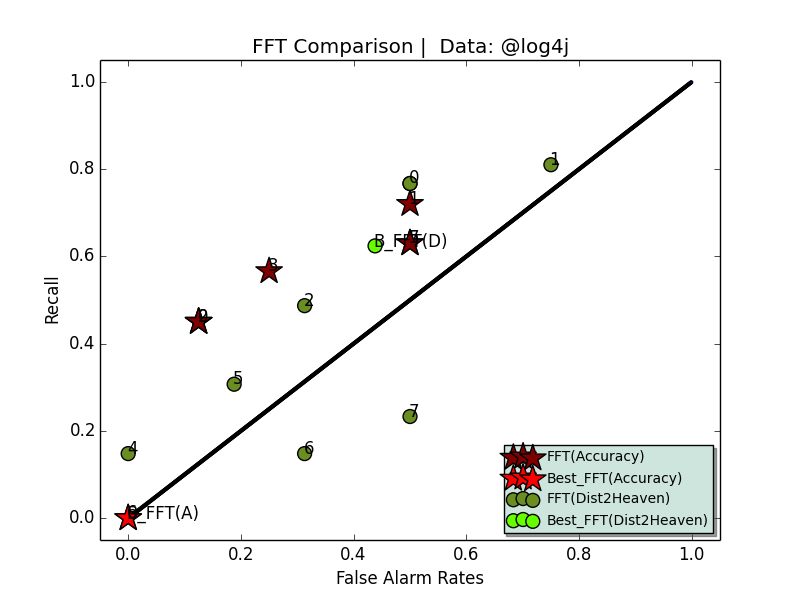 FFT Comparison | Data: @log4j
1.0
0.8
0.6
0.4
0.2
0.0
Recall
0
1
1
B_FFT(D)
3
2
5
7
4
6
B_FFT(A)
FFT(Accuracy)
Best_FFT(Accuracy)
FFT(Dist2Heaven)
Best_FFT(Dist2Heaven)
0.0
0.2
0.4
0.6
0.8
1.0
False Alarm Rates